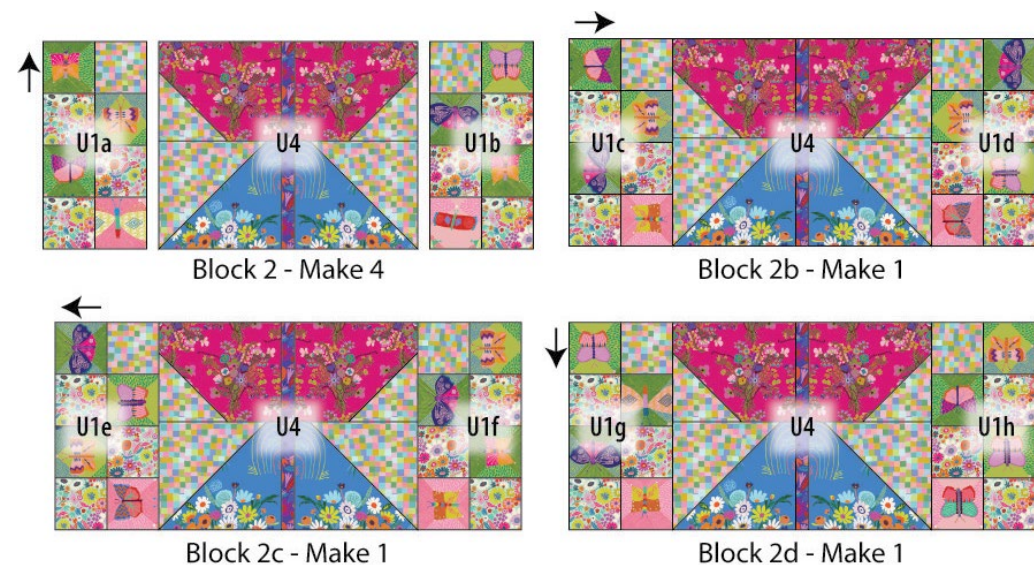 U1a U4 U1b
Block 2 - Make 4
U1c U4 U1d
Block 2b - Make 1
U1e U4 U1f
Block 2c - Make 1
U1g U4 U1h
Block 2d - Make 1